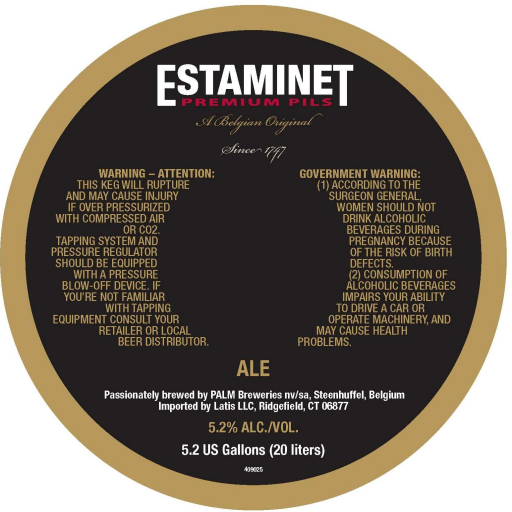 ESTAMINET
PREMIUM PILS
A Belgian Original
Since 1747
WARNING – ATTENTION:
THIS KEG WILL RUPTURE
AND MAY CAUSE INJURY
IF OVER PRESSURIZED
WITH COMPRESSED AIR
OR CO2.
TAPPING SYSTEM AND
PRESSURE REGULATOR
SHOULD BE EQUIPPED
WITH A PRESSURE
BLOW-OFF DEVICE. IF
YOU'RE NOT FAMILIAR
WITH TAPPING
EQUIPMENT CONSULT YOUR
RETAILER OR LOCAL
BEER DISTRIBUTOR.
GOVERNMENT WARNING:
(1) ACCORDING TO THE
SURGEON GENERAL,
WOMEN SHOULD NOT
DRINK ALCOHOLIC
BEVERAGES DURING
PREGNANCY BECAUSE
OF THE RISK OF BIRTH
DEFECTS.
(2) CONSUMPTION OF
ALCOHOLIC BEVERAGES
IMPAIRS YOUR ABILITY
TO DRIVE A CAR OR
OPERATE MACHINERY, AND
MAY CAUSE HEALTH
PROBLEMS.
ALE
Passionately brewed by PALM Breweries nv/sa, Steenhuffel, Belgium
Imported by Latis LLC, Ridgefield, CT 06877
5.2% ALC./VOL.
5.2 US Gallons (20 liters)
409025